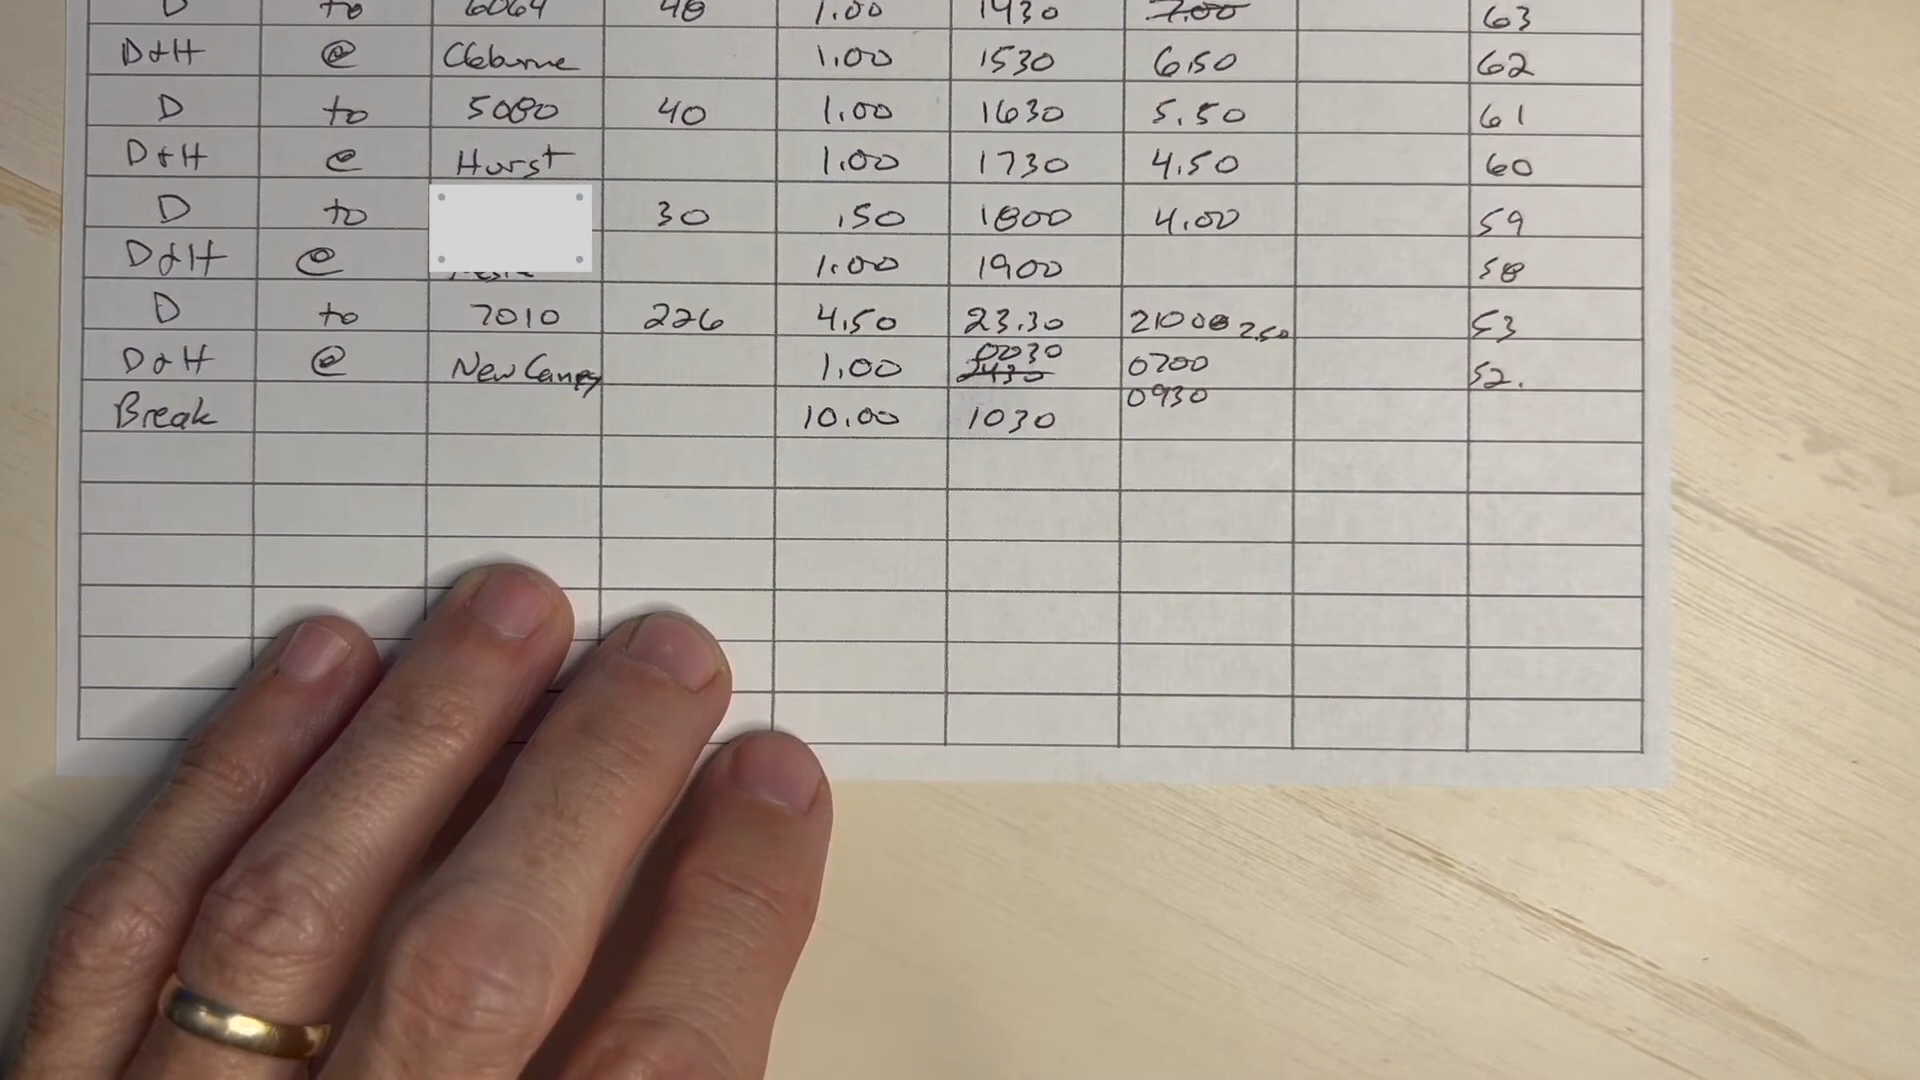 D to 6064 48 1.00 1430 7.00 63
D+H @ Cleburne 1.00 1530 6.50 62
D to 5080 40 1.00 1630 5.50 61
D+H @ Hurst 1.00 1730 4.50 60
D to 30 .50 1800 4.00 59
D+H @ 1.00 1900 58
D to 7010 226 4.50 23.30 2100 2.50 53
D+H @ New Caney 1.00 0030 2430 0700 52.
Break 10.00 1030 0930